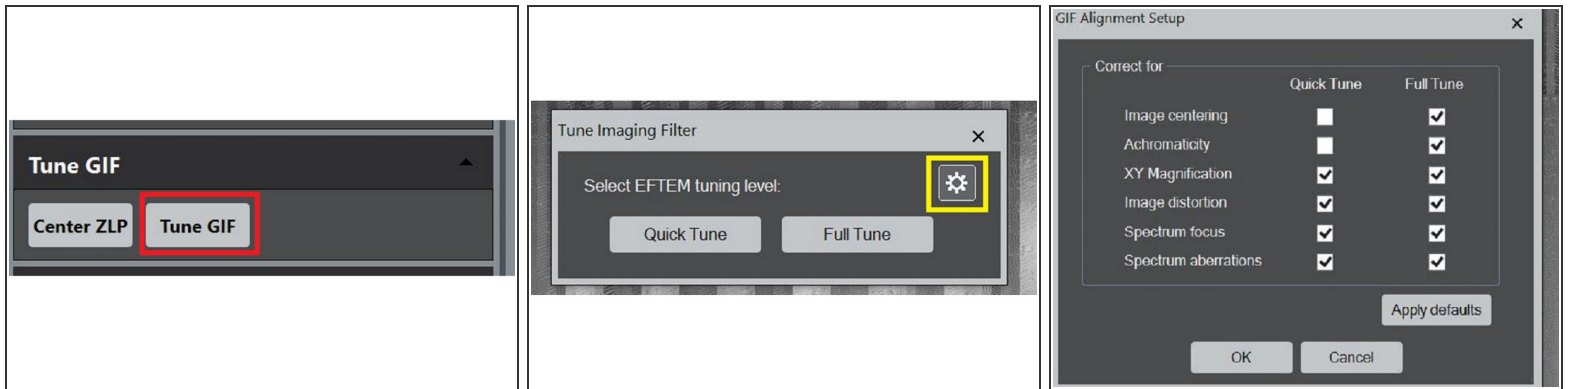 Tune GIF
Center ZLP Tune GIF
Tune Imaging Filter
Select EFTEM tuning level:
Quick Tune Full Tune
GIF Alignment Setup
Correct for
Quick Tune Full Tune
Image centering
Achromaticity
XY Magnification
Image distortion
Spectrum focus
Spectrum aberrations
Apply defaults
OK Cancel